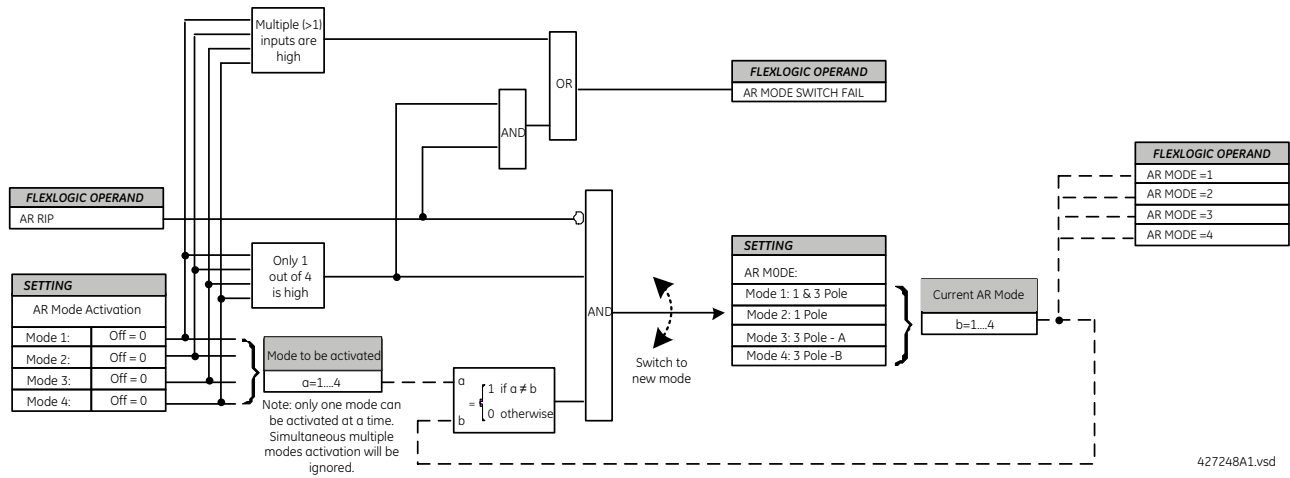 Multiple (>1)
inputs are
high
OR
AND
FLEXLOGIC OPERAND
AR MODE SWITCH FAIL
FLEXLOGIC OPERAND
AR MODE =1
AR MODE =2
AR MODE =3
AR MODE =4
FLEXLOGIC OPERAND
AR RIP
Only 1
out of 4
is high
AND
SETTING
AR Mode Activation
Mode 1: Off = 0
Mode 2: Off = 0
Mode 3: Off = 0
Mode 4: Off = 0
Mode to be activated
a=1....4
Note: only one mode can
be activated at a time.
Simultaneous multiple
modes activation will be
ignored.
a
1 if a ≠ b
=
0 otherwise
b
Switch to
new mode
SETTING
AR MODE:
Mode 1: 1 & 3 Pole
Mode 2: 1 Pole
Mode 3: 3 Pole - A
Mode 4: 3 Pole -B
Current AR Mode
b=1....4
427248A1.vsd